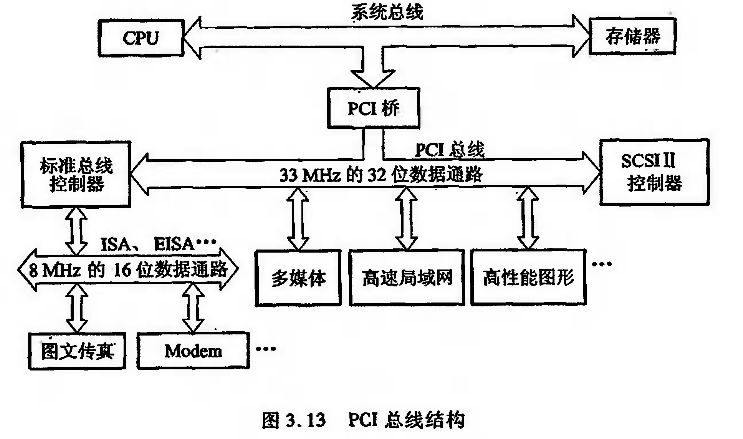 系统总线
CPU
存储器
PCI 桥
标准总线
控制器
PCI 总线
33 MHz 的 32 位数据通路
SCSI Ⅱ
控制器
ISA、EISA…
8 MHz 的 16 位数据通路
多媒体
高速局域网
高性能图形
…
图文传真
Modem
…
图 3.13 PCI 总线结构